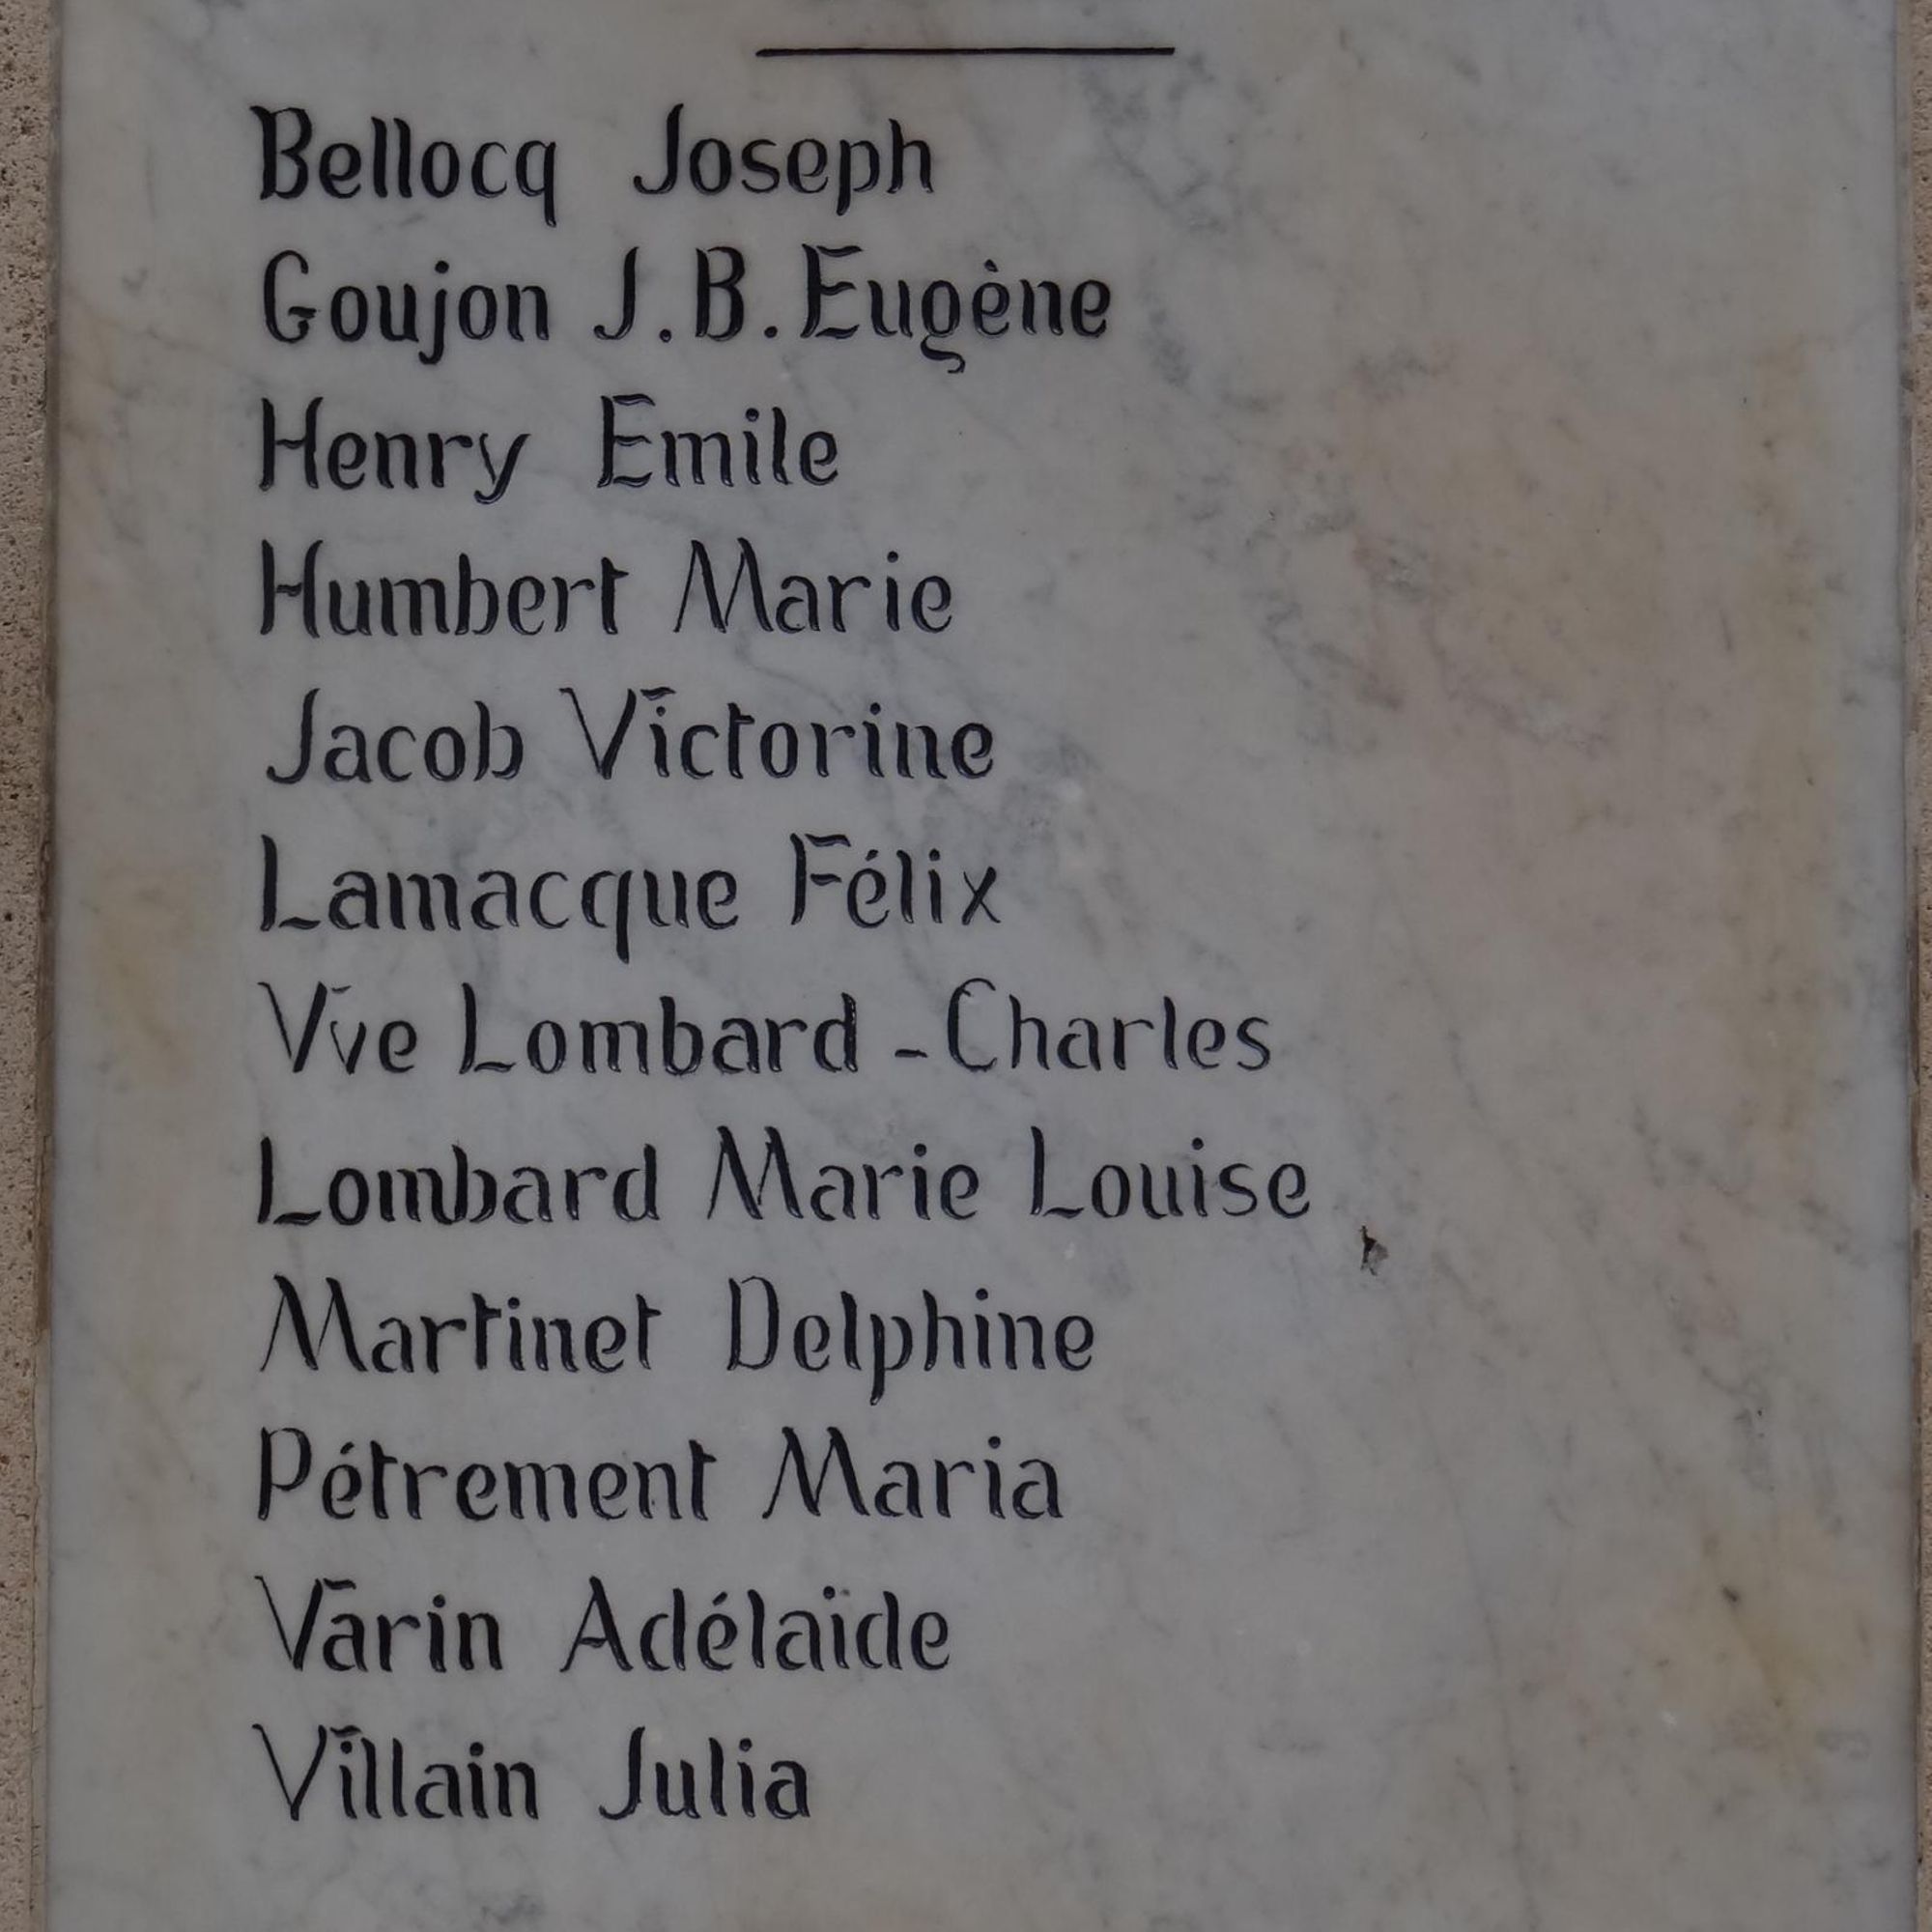 Bellocq Joseph
Goujon J.B.Eugène
Henry Emile
Humbert Marie
Jacob Victorine
Lamacque Félix
Vve Lombard - Charles
Lombard Marie Louise
Martinet Delphine
Pétrement Maria
Varin Adélaïde
Villain Julia